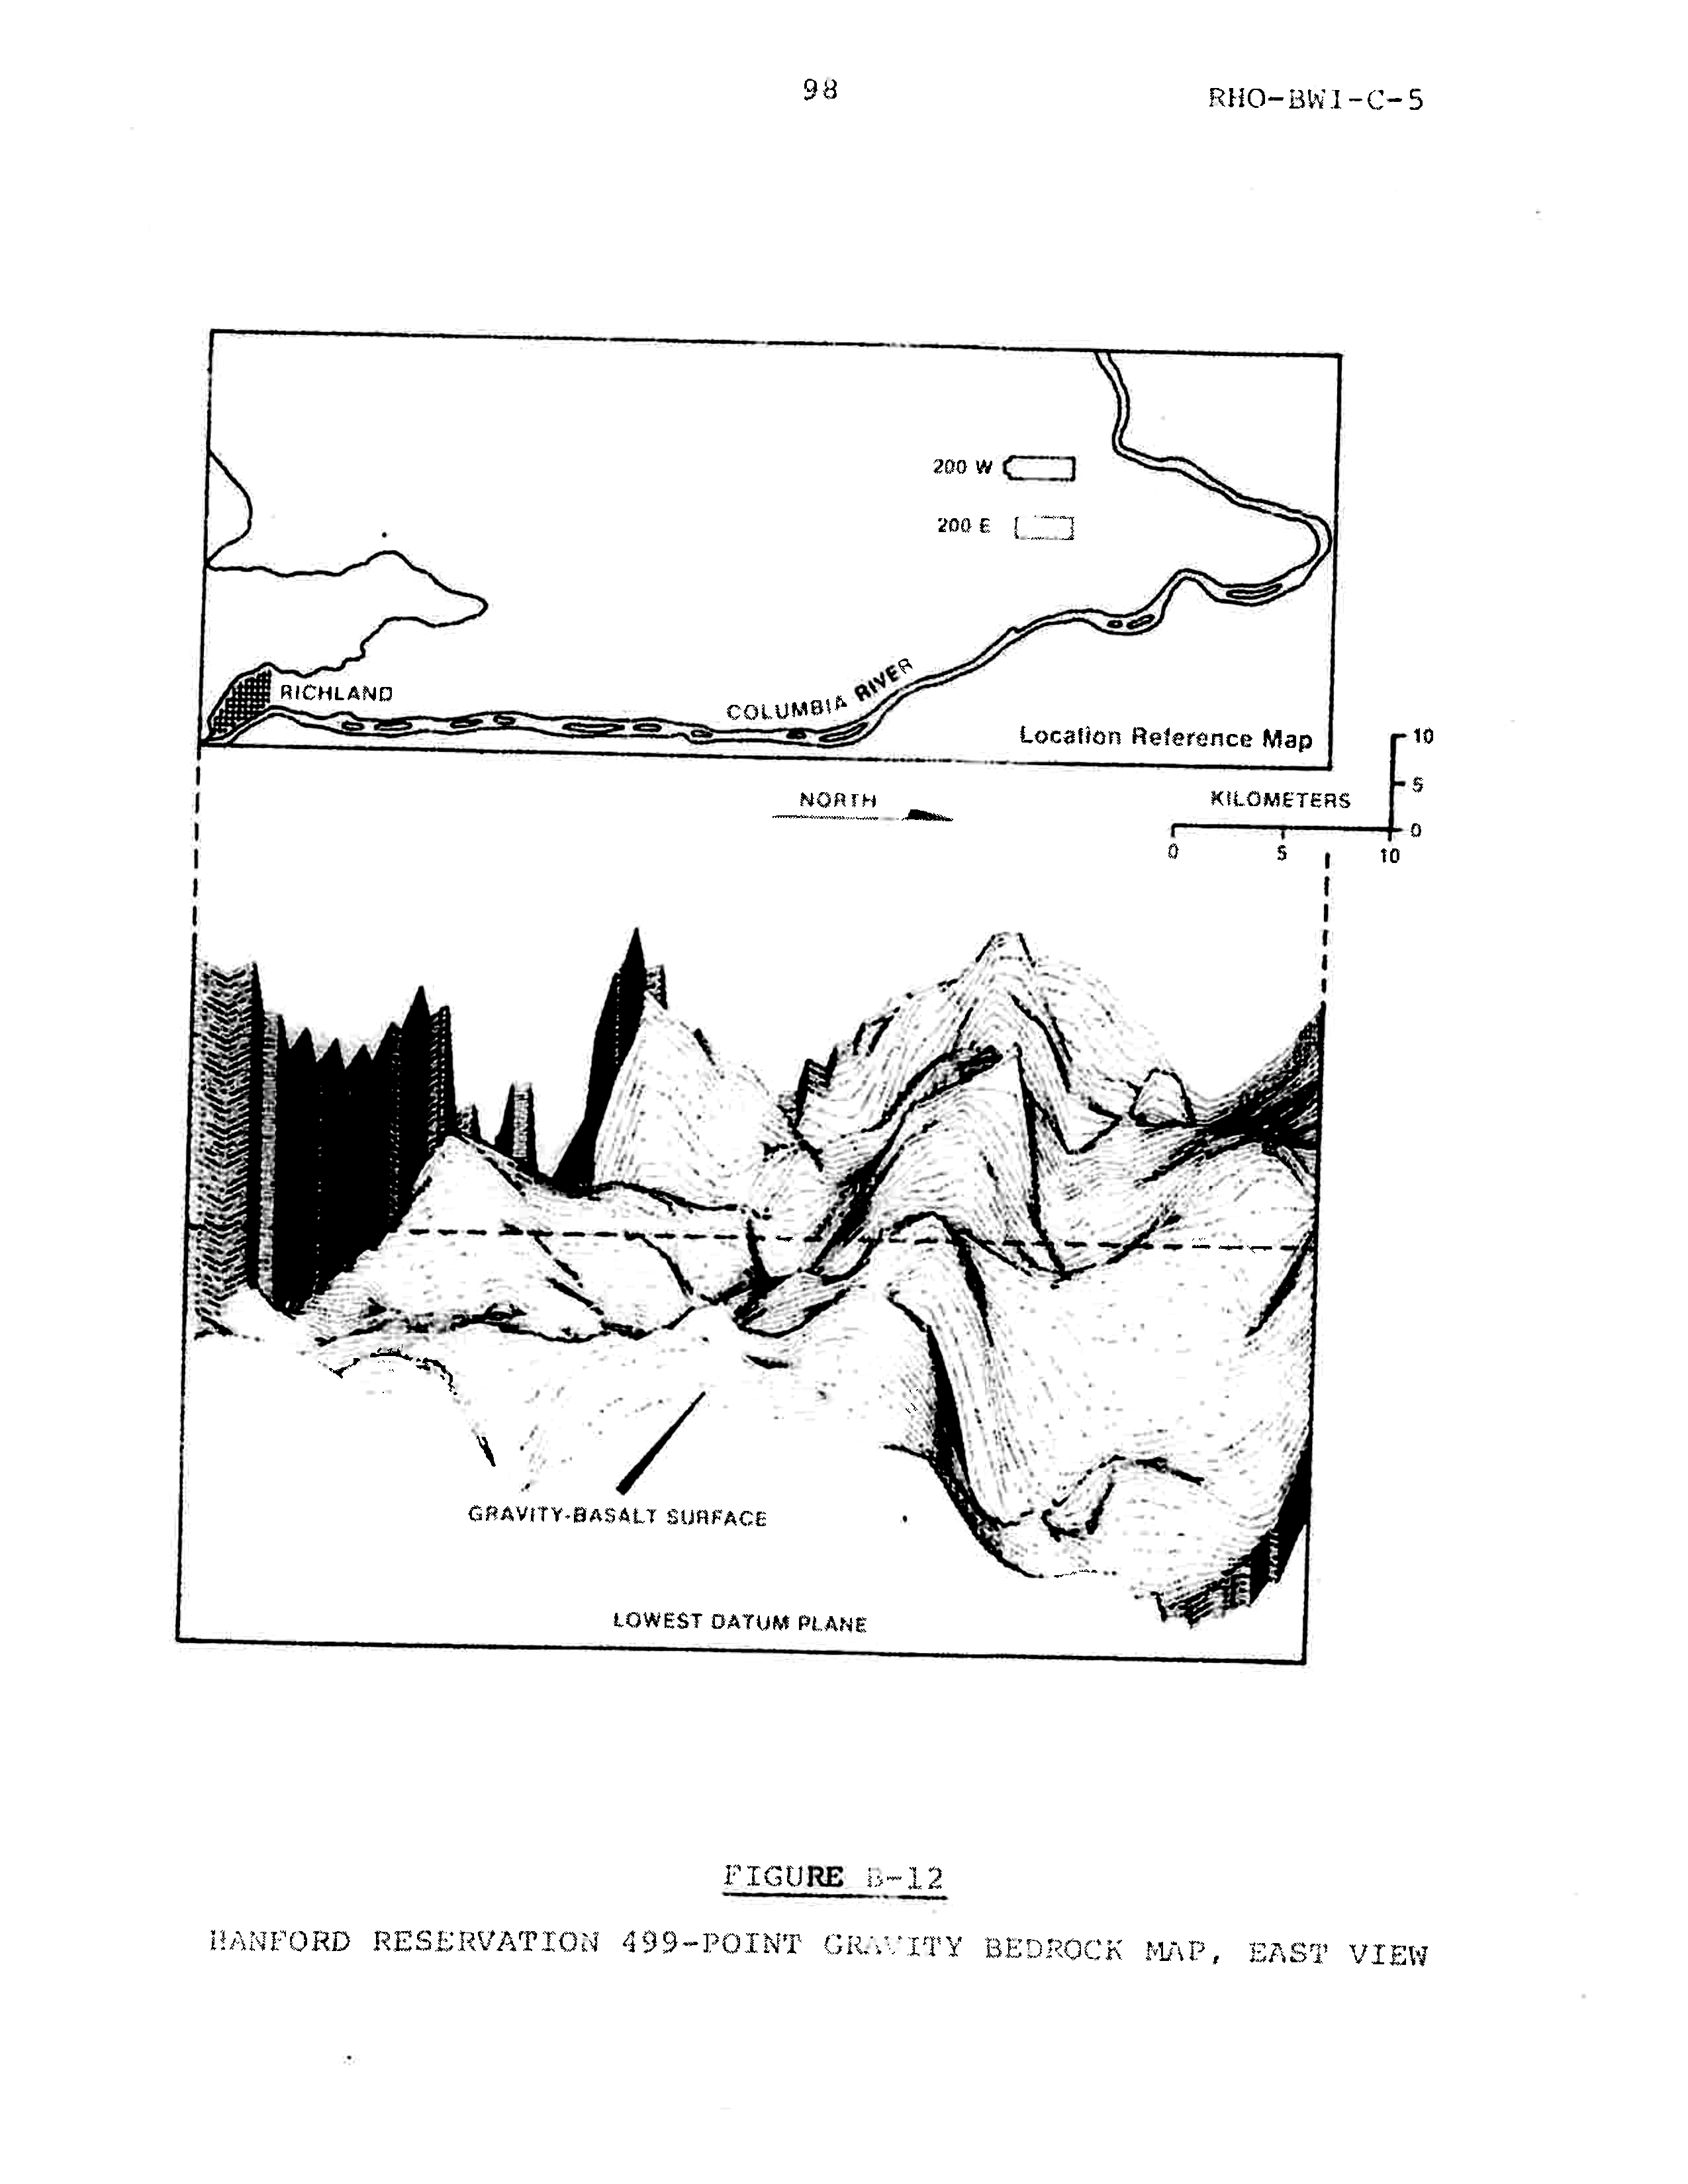 98
RHO-BWI-C-5
200 W
200 E
RICHLAND
COLUMBIA RIVER
Location Reference Map
10
5
0
NORTH
KILOMETERS
0
5
10
GRAVITY-BASALT SURFACE
LOWEST DATUM PLANE
FIGURE B-12
HANFORD RESERVATION 499-POINT GRAVITY BEDROCK MAP, EAST VIEW